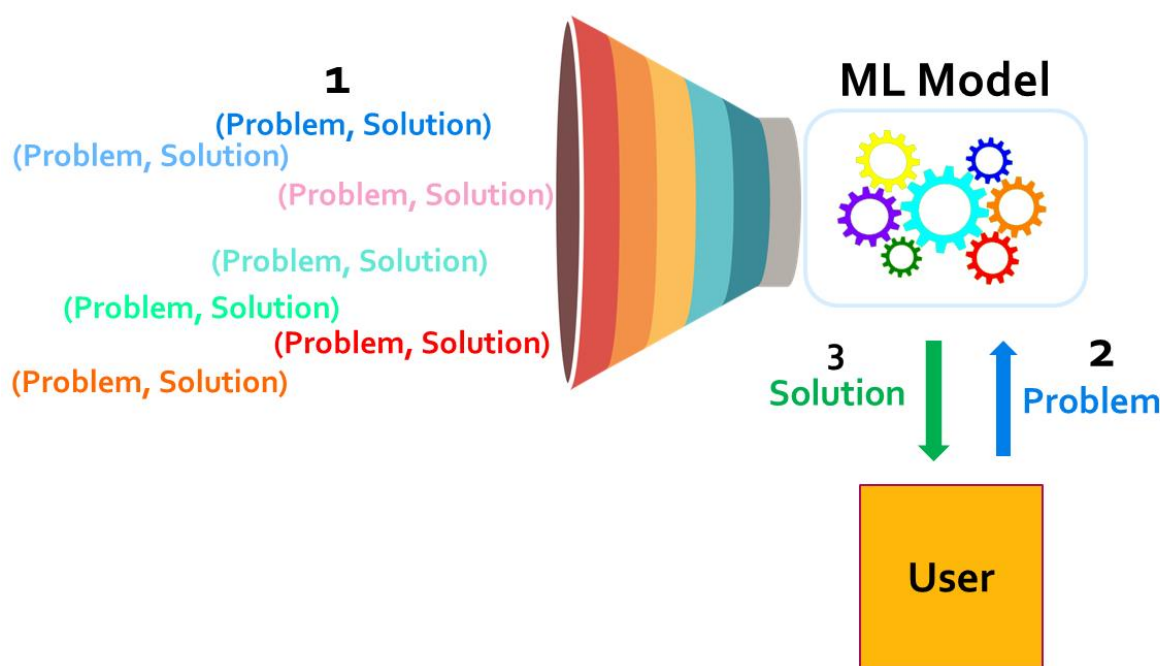 1
(Problem, Solution)
(Problem, Solution)
(Problem, Solution)
(Problem, Solution)
(Problem, Solution)
(Problem, Solution)
(Problem, Solution)
ML Model
3
Solution
2
Problem
User